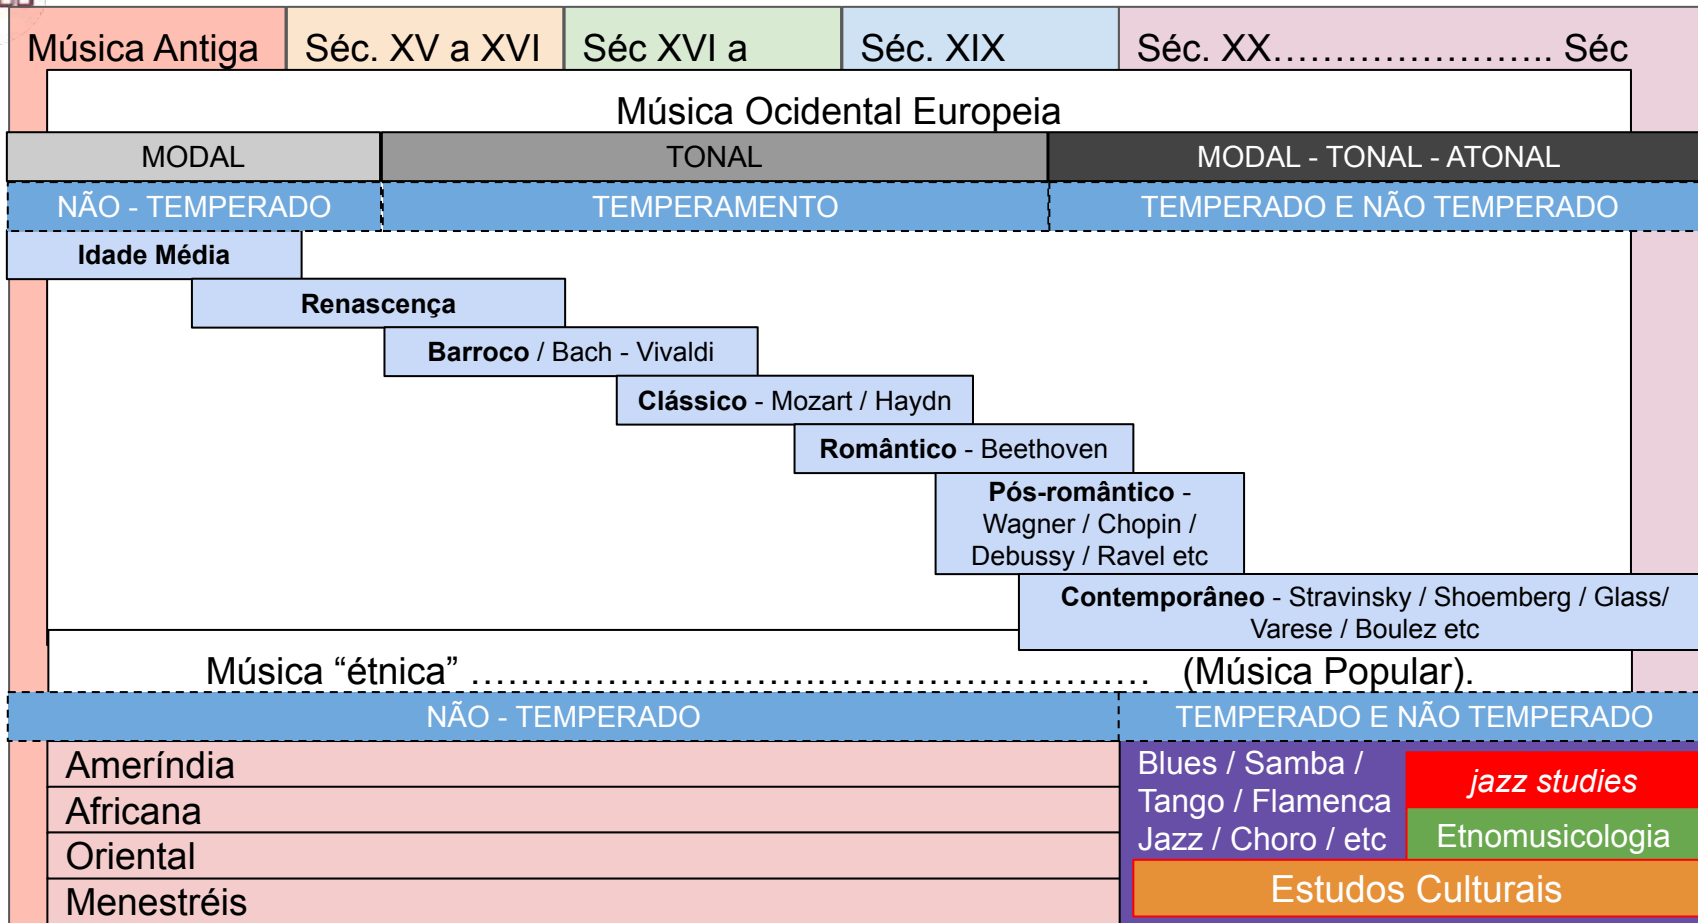 Música Antiga
Séc. XV a XVI
Séc XVI a
Séc. XIX
Séc. XX………………….. Séc
Música Ocidental Europeia
MODAL
TONAL
MODAL - TONAL - ATONAL
NÃO - TEMPERADO
TEMPERAMENTO
TEMPERADO E NÃO TEMPERADO
Idade Média
Renascença
Barroco / Bach - Vivaldi
Clássico - Mozart / Haydn
Romântico - Beethoven
Pós-romântico -
Wagner / Chopin /
Debussy / Ravel etc
Contemporâneo - Stravinsky / Shoemberg / Glass/
Varese / Boulez etc
Música “étnica” ……………………………………………… (Música Popular).
NÃO - TEMPERADO
TEMPERADO E NÃO TEMPERADO
Ameríndia
Africana
Oriental
Menestréis
Blues / Samba /
Tango / Flamenca
Jazz / Choro / etc
jazz studies
Etnomusicologia
Estudos Culturais